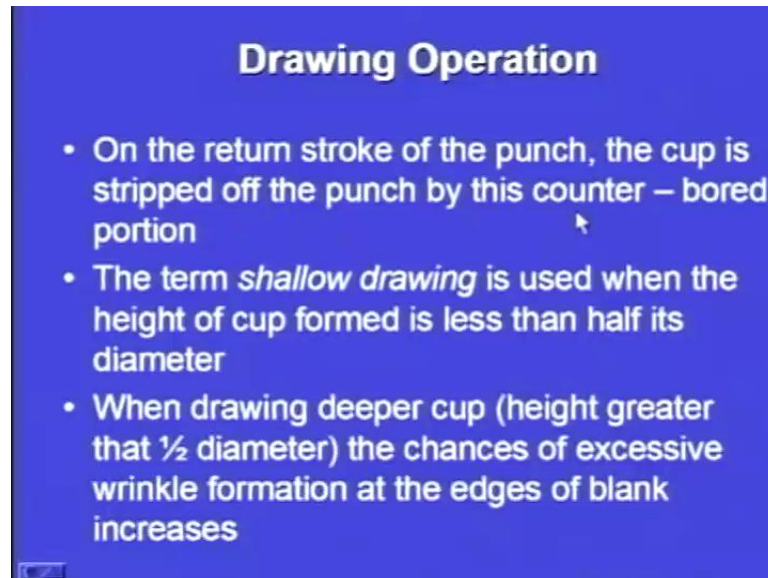 Drawing Operation
• On the return stroke of the punch, the cup is
stripped off the punch by this counter – bored
portion
• The term shallow drawing is used when the
height of cup formed is less than half its
diameter
• When drawing deeper cup (height greater
that ½ diameter) the chances of excessive
wrinkle formation at the edges of blank
increases